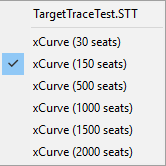 TargetTraceTest.STT
xCurve (30 seats)
xCurve (150 seats)
xCurve (500 seats)
xCurve (1000 seats)
xCurve (1500 seats)
xCurve (2000 seats)